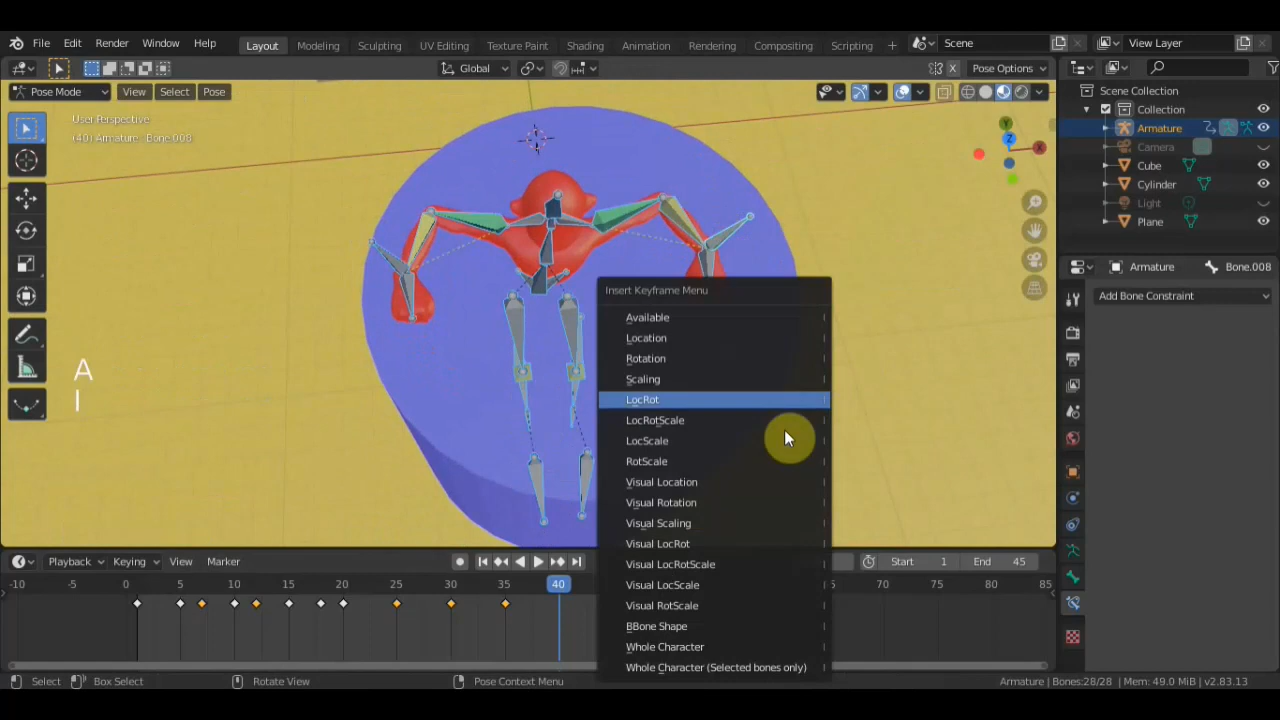 File Edit Render Window Help
Layout Modeling Sculpting UV Editing Texture Paint Shading Animation Rendering Compositing Scripting +
Scene
View Layer
Global
Pose Options
Pose Mode View Select Pose
User Perspective
(40) Armature : Bone.008
X
Y
Z
Scene Collection
Collection
Armature
Camera
Cube
Cylinder
Light
Plane
Armature
Bone.008
Add Bone Constraint
A
I
Insert Keyframe Menu
Available I
Location I
Rotation I
Scaling I
LocRot I
LocRotScale I
LocScale I
RotScale I
Visual Location I
Visual Rotation I
Visual Scaling I
Visual LocRot I
Visual LocRotScale I
Visual LocScale I
Visual RotScale I
BBone Shape I
Whole Character I
Whole Character (Selected bones only) I
Playback Keying View Marker
Start 1 End 45
-10 -5 0 5 10 15 20 25 30 35 40 70 75 80 85
Select Box Select Rotate View Pose Context Menu
Armature | Bones:28/28 | Mem: 49.0 MiB | v2.83.13